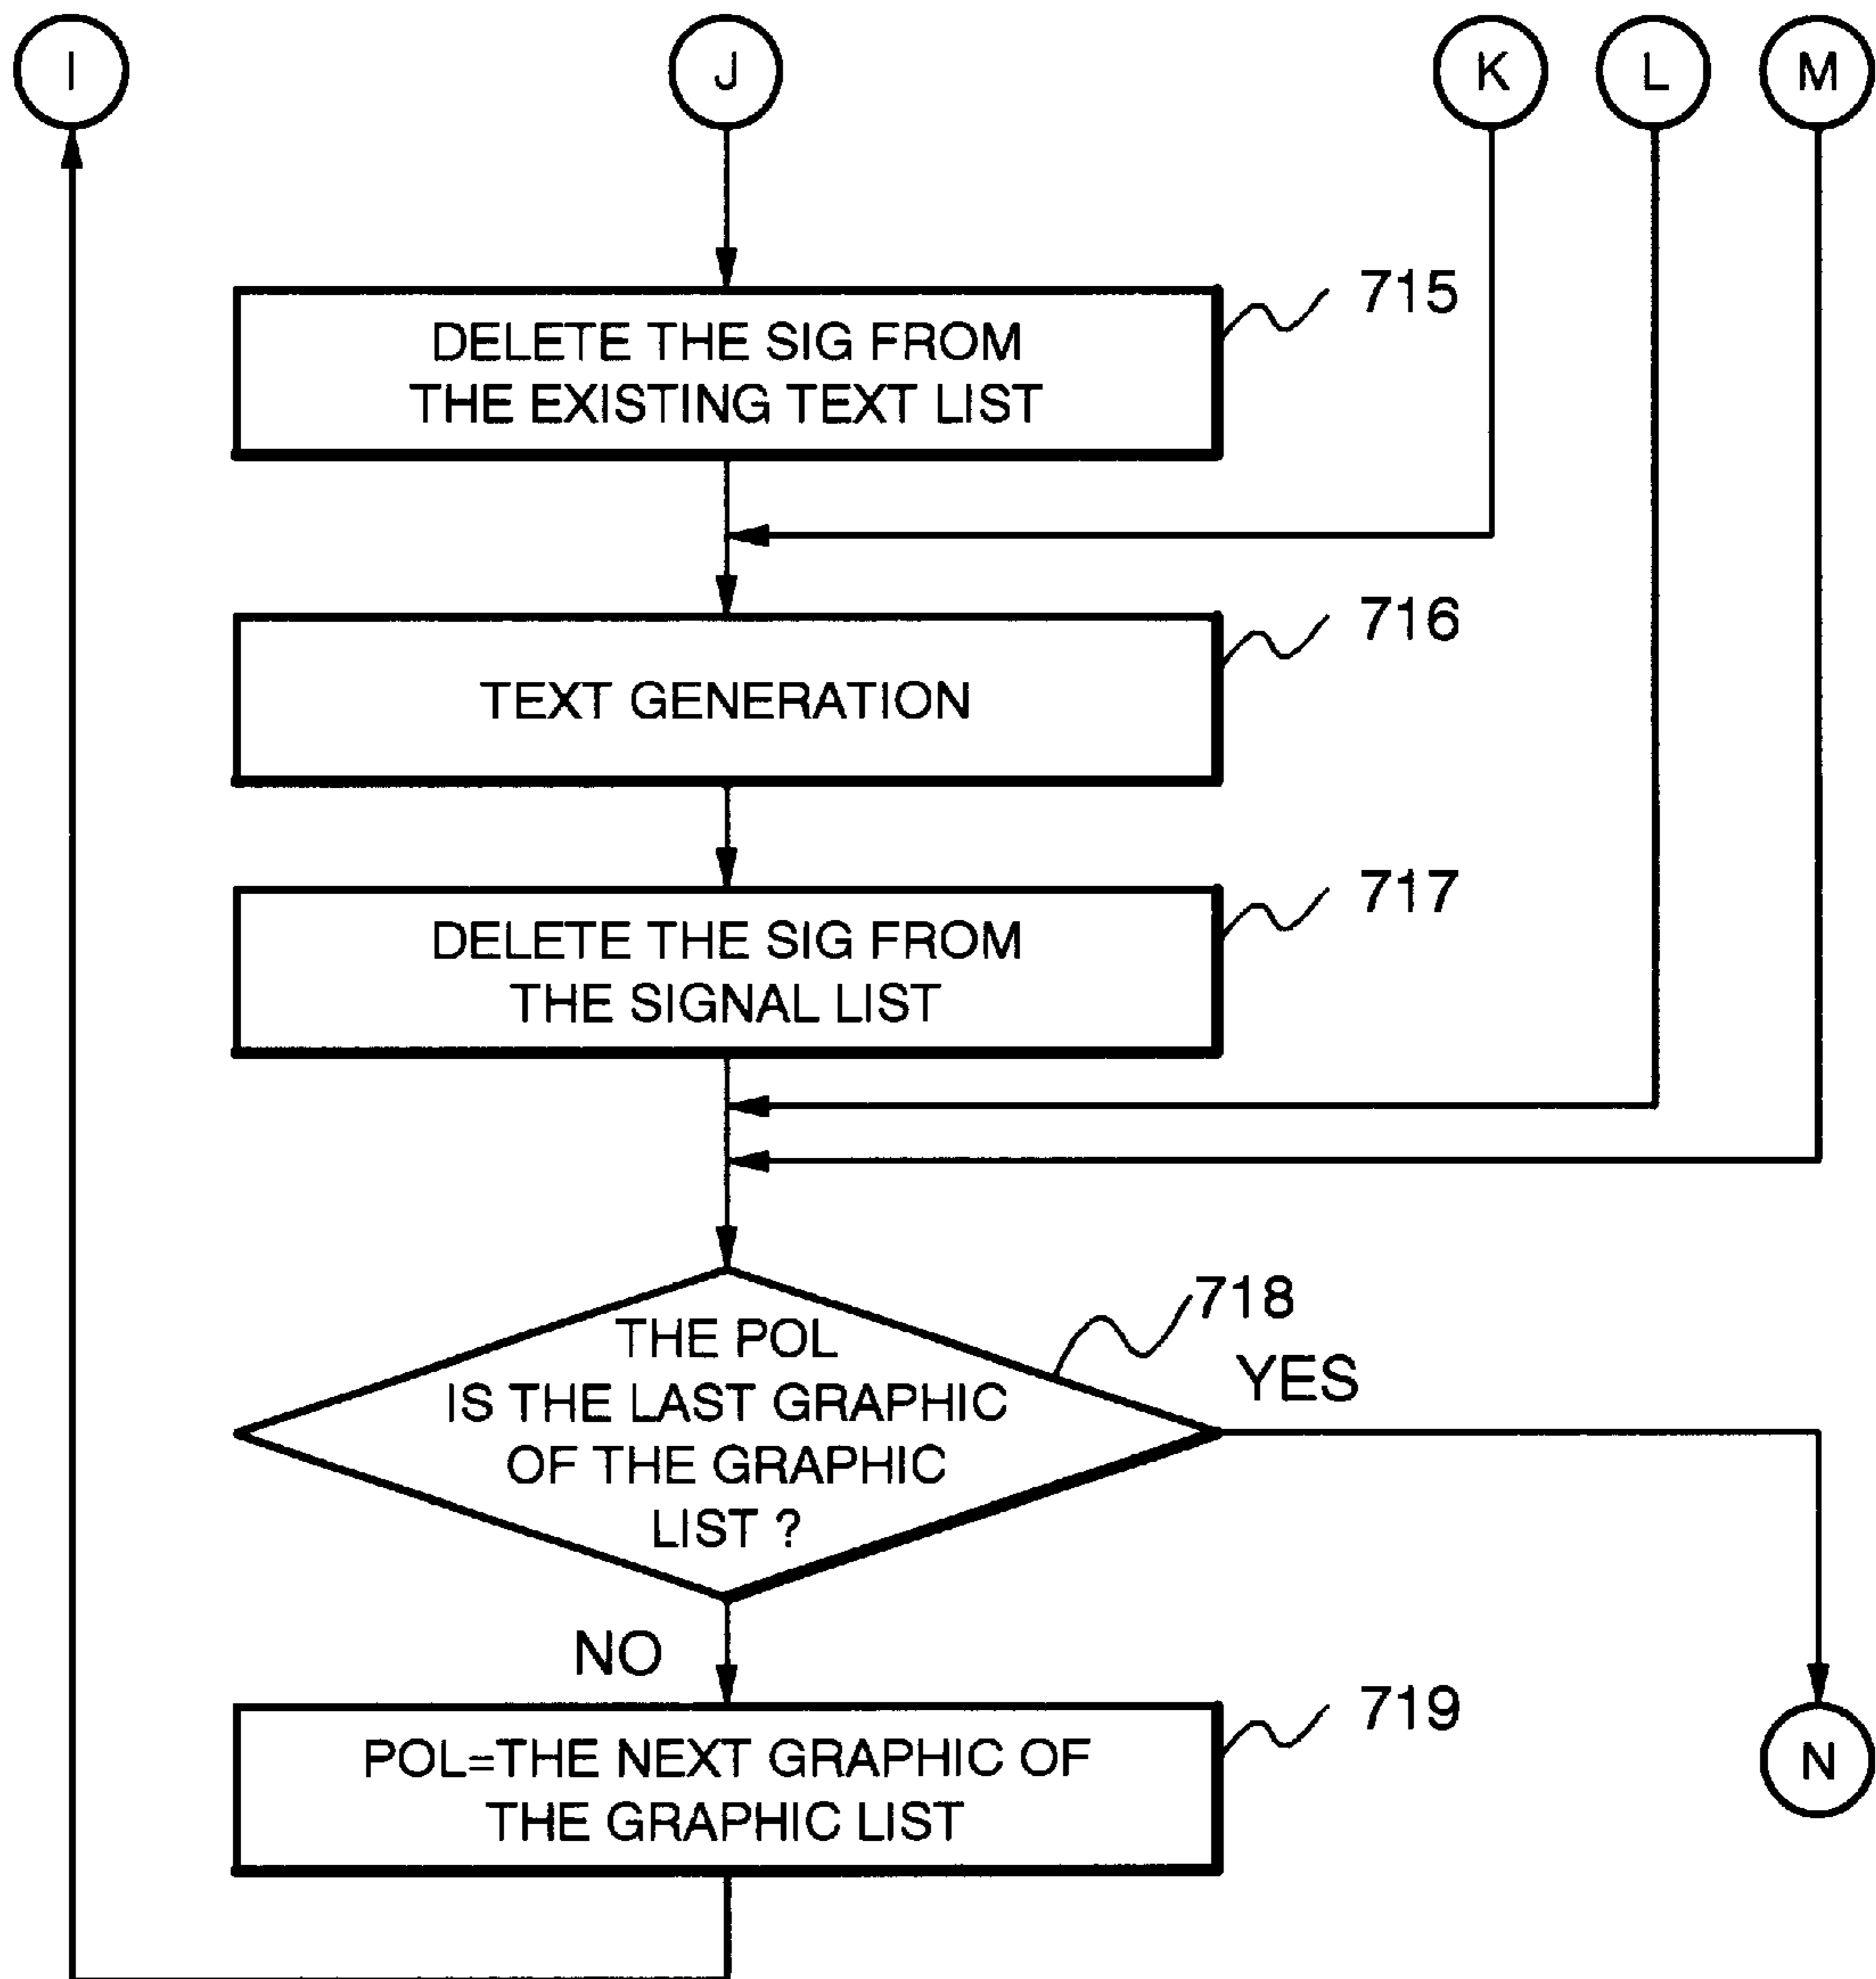 I
J
K
L
M
715
DELETE THE SIG FROM
THE EXISTING TEXT LIST
716
TEXT GENERATION
717
DELETE THE SIG FROM
THE SIGNAL LIST
718
THE POL
IS THE LAST GRAPHIC
OF THE GRAPHIC
LIST ?
YES
NO
719
POL=THE NEXT GRAPHIC OF
THE GRAPHIC LIST
N